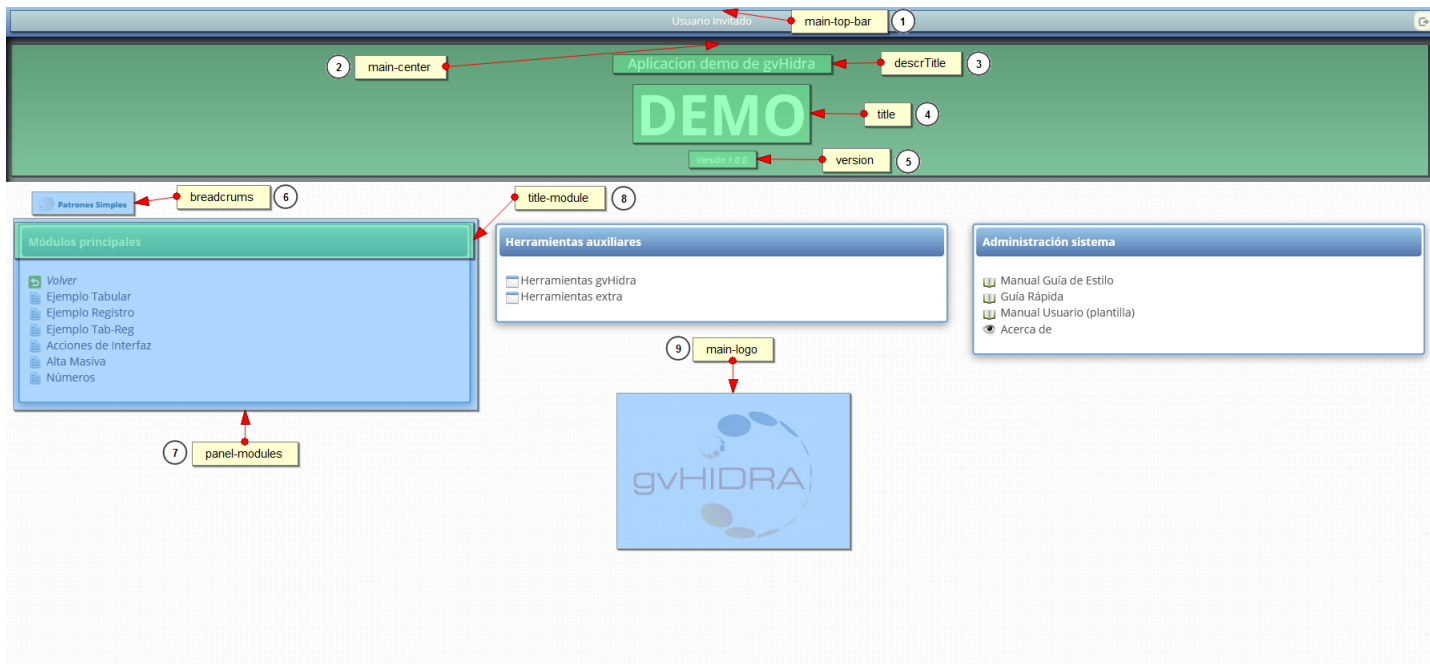 Usuario Invitado
main-top-bar
1
2
main-center
Aplicacion demo de gvHidra
descrTitle
3
DEMO
title
4
Versión 1.0.0
version
5
Patrones Simples
breadcrums
6
title-module
8
Módulos principales
Volver
Ejemplo Tabular
Ejemplo Registro
Ejemplo Tab-Reg
Acciones de Interfaz
Alta Masiva
Números
7
panel-modules
Herramientas auxiliares
Herramientas gvHidra
Herramientas extra
9
main-logo
gvHIDRA
Administración sistema
Manual Guía de Estilo
Guía Rápida
Manual Usuario (plantilla)
Acerca de